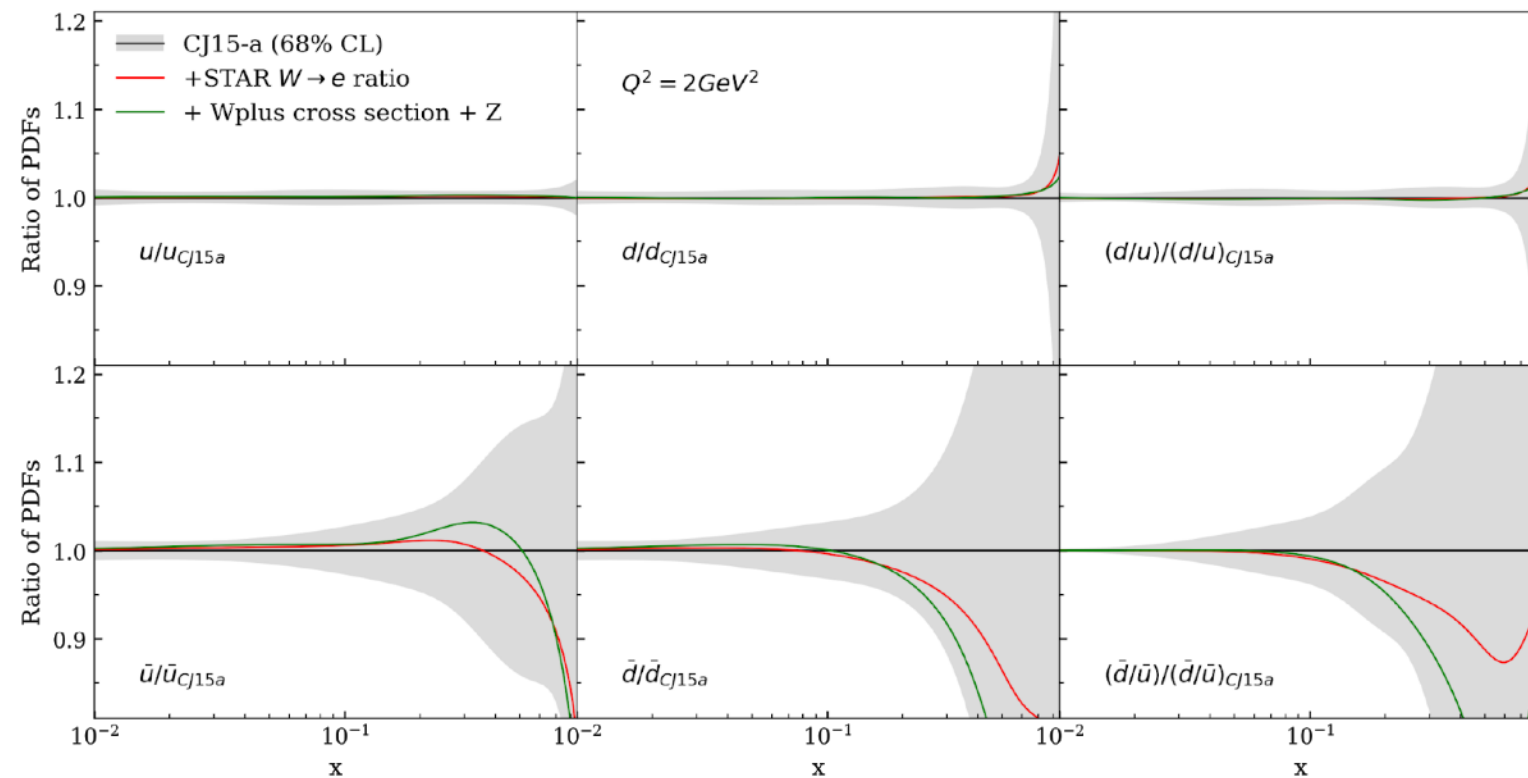 1.2
1.1
1.0
0.9
Ratio of PDFs
CJ15-a (68% CL)
+STAR W → e ratio
+ Wplus cross section + Z
Q² = 2GeV²
u/u_CJ15a
d/d_CJ15a
(d/u)/(d/u)_CJ15a
1.2
1.1
1.0
0.9
Ratio of PDFs
ū/ū_CJ15a
d̄/d̄_CJ15a
(d̄/ū)/(d̄/ū)_CJ15a
10⁻² 10⁻¹ 10⁻² 10⁻¹ 10⁻² 10⁻¹
x x x